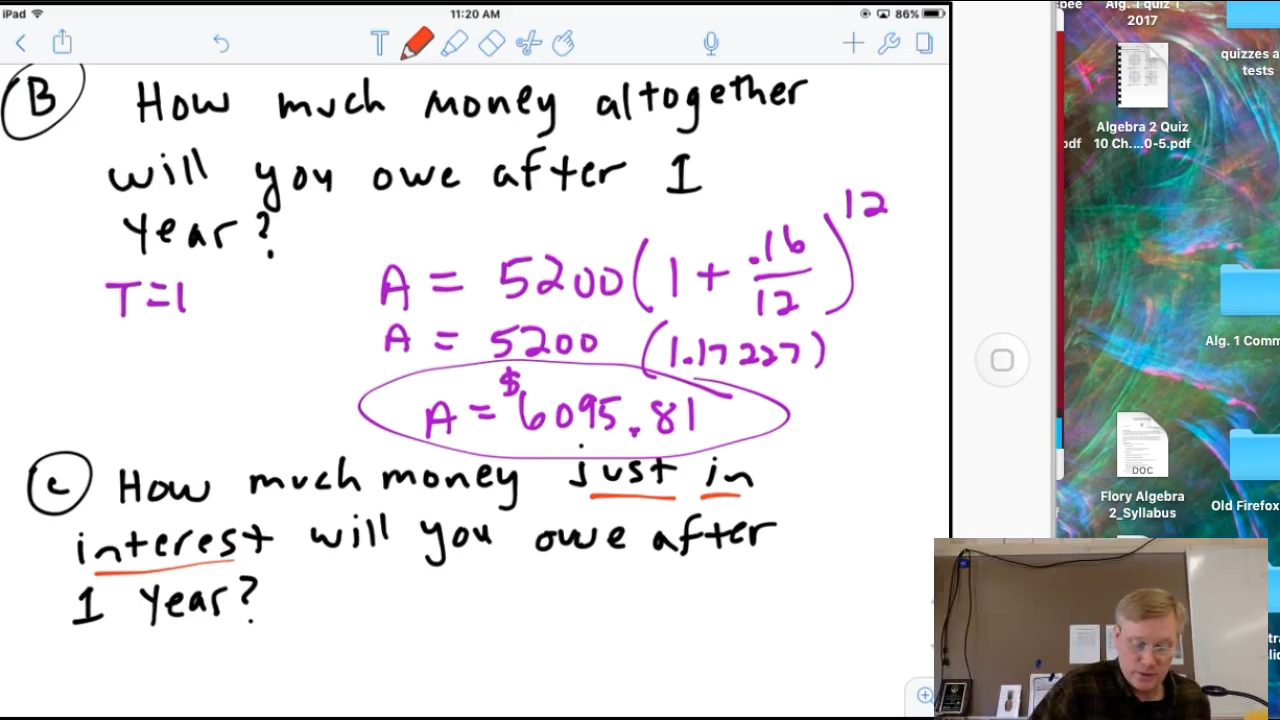 iPad
11:20 AM
86%
T
B How much money altogether
will you owe after 1
Year?
T=1
A = 5200(1 + .16/12)^12
A = 5200 (1.17227)
A = $6095.81
C How much money just in
interest will you owe after
1 Year?
Alg. 1 quiz 1
2017
quizzes a
tests
Algebra 2 Quiz
10 Ch....0-5.pdf
pdf
Alg. 1 Comm
DOC
Flory Algebra
2_Syllabus
Old Firefox